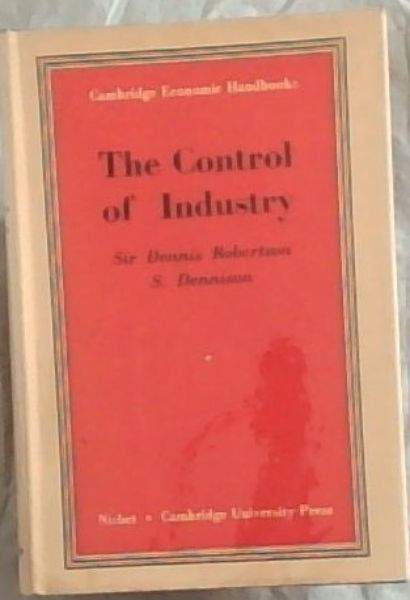 Cambridge Economic Handbooks
The Control
of Industry
Sir Dennis Robertson
S. Dennison
Nisbet • Cambridge University Press